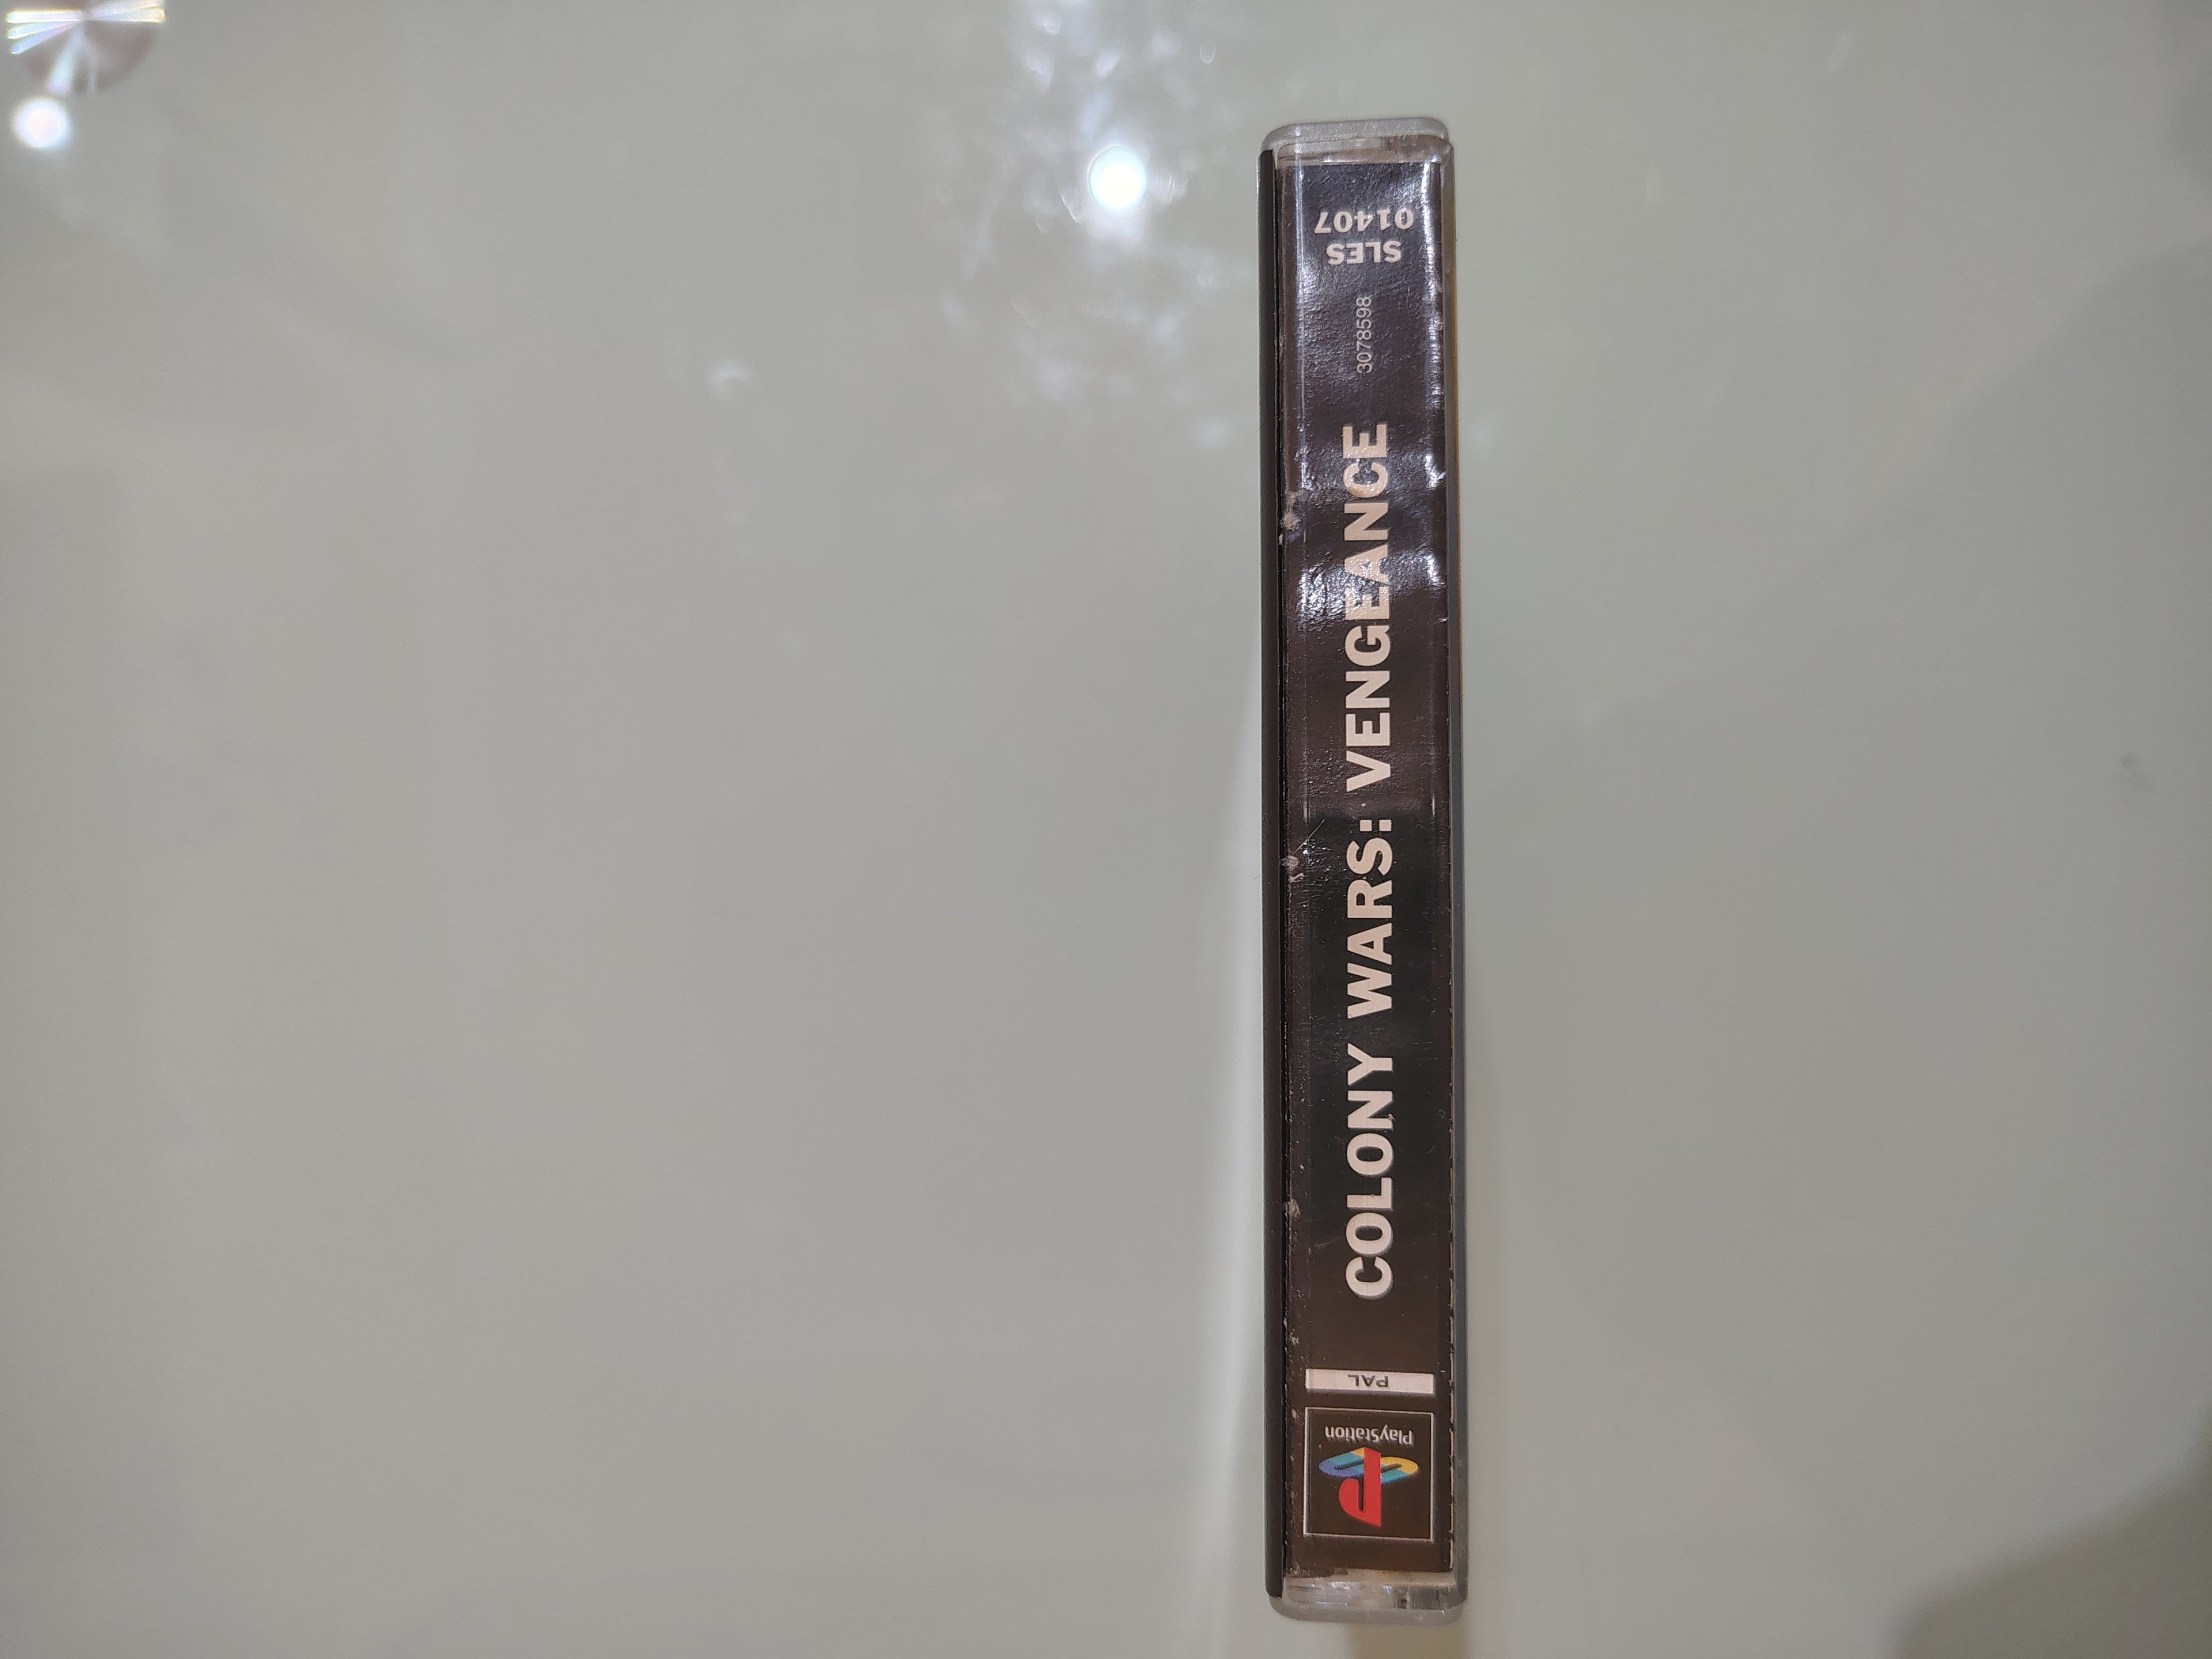 PlayStation
PAL
COLONY WARS: VENGEANCE
3078598
SLES
01407